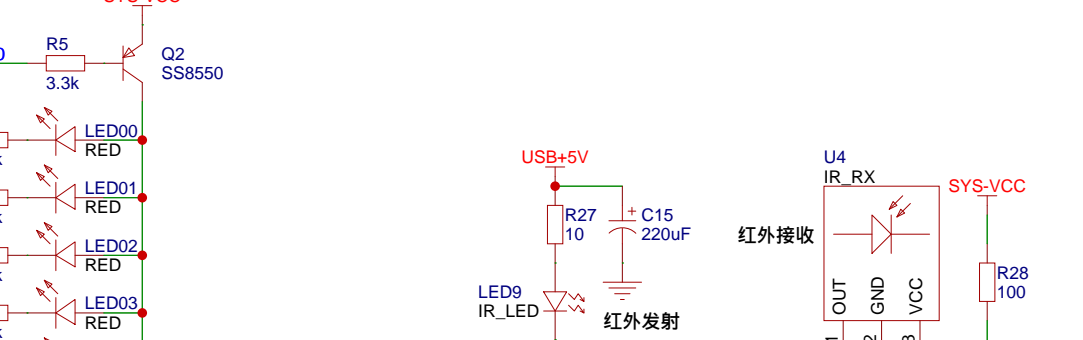 R5
3.3k
Q2
SS8550
LED00
RED
LED01
RED
LED02
RED
LED03
RED
USB+5V
R27
10
C15
220uF
LED9
IR_LED
红外发射
U4
IR_RX
红外接收
OUT
GND
VCC
SYS-VCC
R28
100